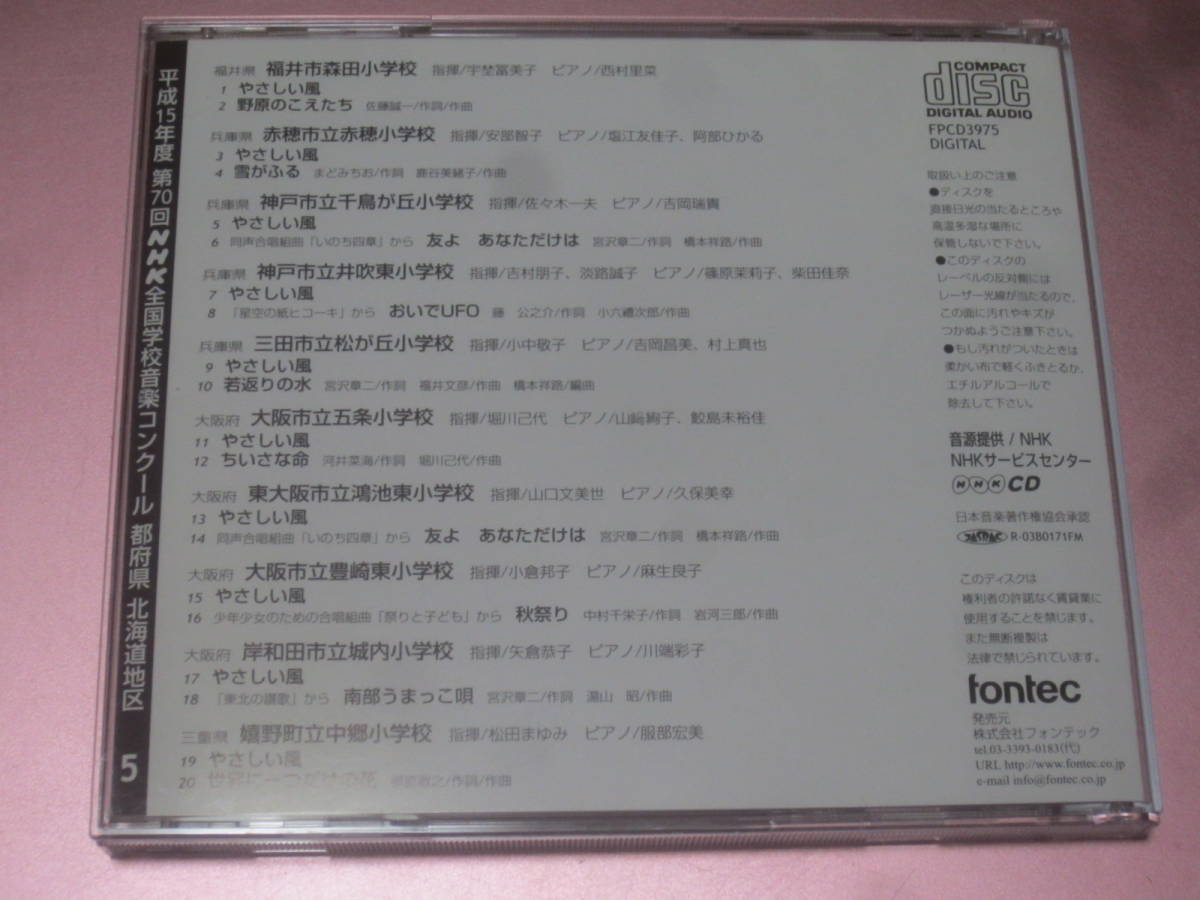 平成15年度 第70回 NHK全国学校音楽コンクール 都府県 北海道地区 5
福井県 福井市森田小学校 指揮/宇埜冨美子 ピアノ/西村里菜
1 やさしい風
2 野原のこえたち 佐藤誠一/作詞/作曲
兵庫県 赤穂市立赤穂小学校 指揮/安部智子 ピアノ/塩江友佳子、阿部ひかる
3 やさしい風
4 雪がふる まどみちお/作詞 鹿谷美緒子/作曲
兵庫県 神戸市立千鳥が丘小学校 指揮/佐々木一夫 ピアノ/吉岡瑞貴
5 やさしい風
6 同声合唱組曲「いのち四章」から 友よ あなただけは 宮沢章二/作詞 橋本祥路/作曲
兵庫県 神戸市立井吹東小学校 指揮/吉村朋子、淡路誠子 ピアノ/篠原茉莉子、柴田佳奈
7 やさしい風
8 「星空の紙ヒコーキ」から おいでUFO 藤 公之介/作詞 小六禮次郎/作曲
兵庫県 三田市立松が丘小学校 指揮/小中敬子 ピアノ/吉岡昌美、村上真也
9 やさしい風
10 若返りの水 宮沢章二/作詞 福井文彦/作曲 橋本祥路/編曲
大阪府 大阪市立五条小学校 指揮/堀川己代 ピアノ/山﨑絢子、鮫島未裕佳
11 やさしい風
12 ちいさな命 河井菜海/作詞 堀川己代/作曲
大阪府 東大阪市立鴻池東小学校 指揮/山口文美世 ピアノ/久保美幸
13 やさしい風
14 同声合唱組曲「いのち四章」から 友よ あなただけは 宮沢章二/作詞 橋本祥路/作曲
大阪府 大阪市立豊崎東小学校 指揮/小倉邦子 ピアノ/麻生良子
15 やさしい風
16 少年少女のための合唱組曲「祭りと子ども」から 秋祭り 中村千栄子/作詞 岩河三郎/作曲
大阪府 岸和田市立城内小学校 指揮/矢倉恭子 ピアノ/川端彩子
17 やさしい風
18 「東北の讃歌」から 南部うまっこ唄 宮沢章二/作詞 湯山 昭/作曲
三重県 嬉野町立中郷小学校 指揮/松田まゆみ ピアノ/服部宏美
19 やさしい風
20 世界に一つだけの花 槇原敬之/作詞/作曲
COMPACT
disc
DIGITAL AUDIO
FPCD3975
DIGITAL
取扱い上のご注意
●ディスクを
直接日光の当たるところや
高温多湿な場所に
保管しないで下さい。
●このディスクの
レーベルの反対側には
レーザー光線が当たるので、
この面に汚れやキズが
つかぬようご注意下さい。
●もし汚れがついたときは
柔かい布で軽くふきとるか、
エチルアルコールで
除去して下さい。
音源提供 / NHK
NHKサービスセンター
NHK CD
日本音楽著作権協会承認
JASRAC R-03B0171FM
このディスクは
権利者の許諾なく賃貸業に
使用することを禁じます。
また無断複製は
法律で禁じられています。
fontec
発売元
株式会社フォンテック
tel.03-3393-0183(代)
URL http://www.fontec.co.jp
e-mail info@fontec.co.jp